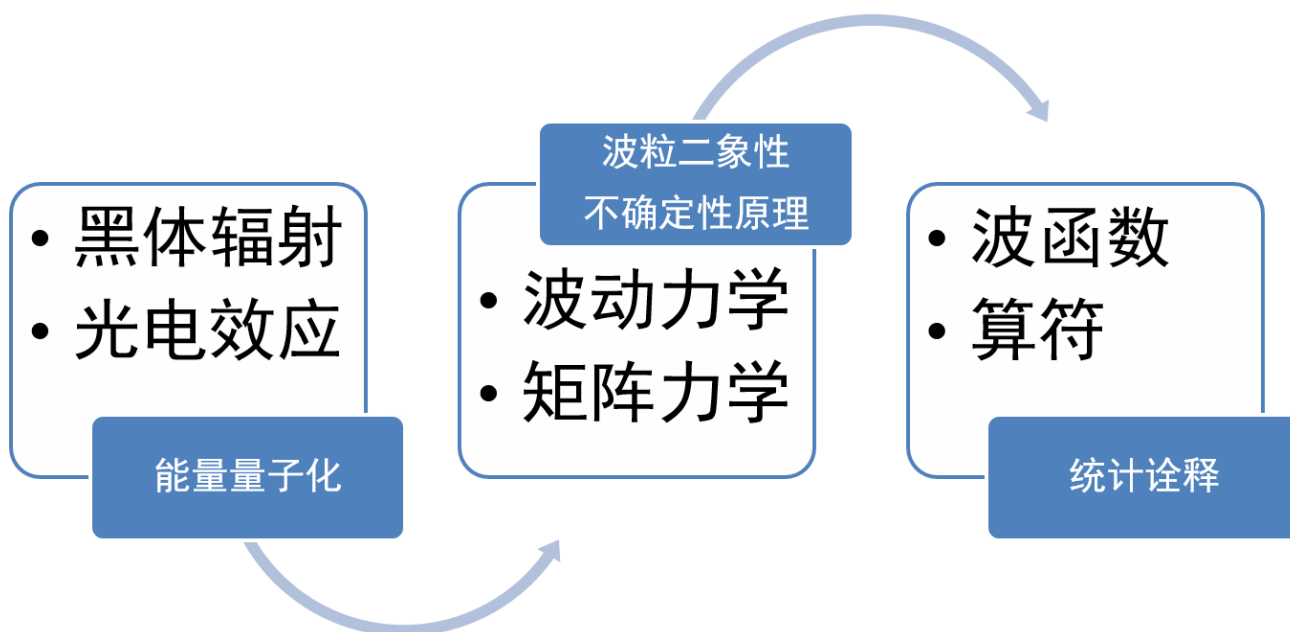 • 黑体辐射
• 光电效应
能量量子化
波粒二象性
不确定性原理
• 波动力学
• 矩阵力学
• 波函数
• 算符
统计诠释